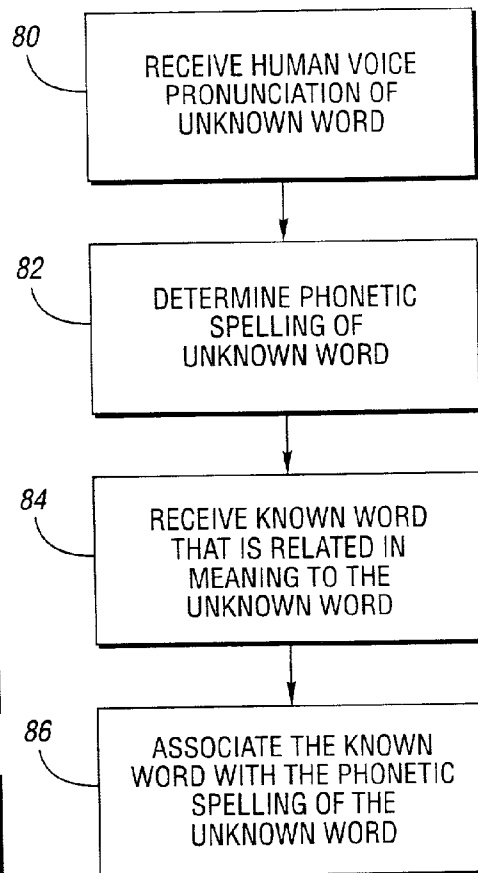 80
RECEIVE HUMAN VOICE
PRONUNCIATION OF
UNKNOWN WORD
82
DETERMINE PHONETIC
SPELLING OF
UNKNOWN WORD
84
RECEIVE KNOWN WORD
THAT IS RELATED IN
MEANING TO THE
UNKNOWN WORD
86
ASSOCIATE THE KNOWN
WORD WITH THE PHONETIC
SPELLING OF THE
UNKNOWN WORD